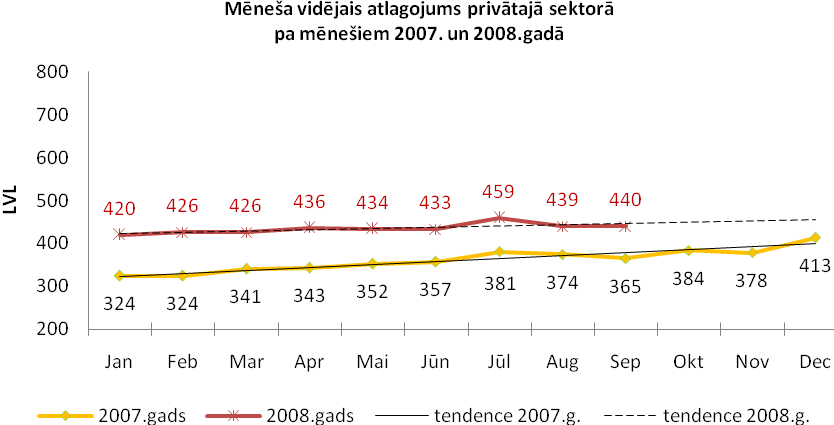 Mēneša vidējais atlagojums privātajā sektorā
pa mēnešiem 2007. un 2008.gadā
LVL
800
700
600
500
400
300
200
420 426 426 436 434 433 459 439 440
324 324 341 343 352 357 381 374 365 384 378 413
Jan Feb Mar Apr Mai Jūn Jūl Aug Sep Okt Nov Dec
2007.gads 2008.gads tendence 2007.g. tendence 2008.g.